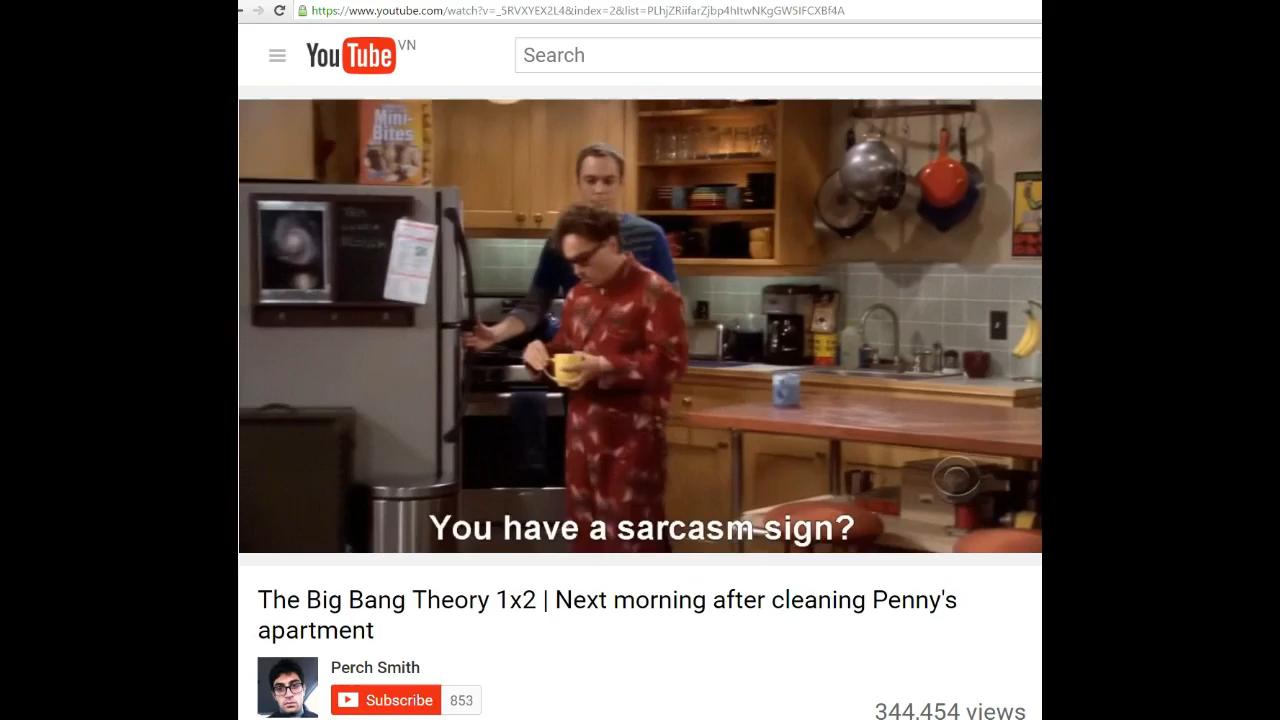 https://www.youtube.com/watch?v=_5RVXYEX2L4&index=2&list=PLhjZRiifarZjbp4hItwNKgGW5IFCXBf4A
YouTube VN
Search
Mini-
Bites
You have a sarcasm sign?
The Big Bang Theory 1x2 | Next morning after cleaning Penny's
apartment
Perch Smith
Subscribe 853
344,454 views